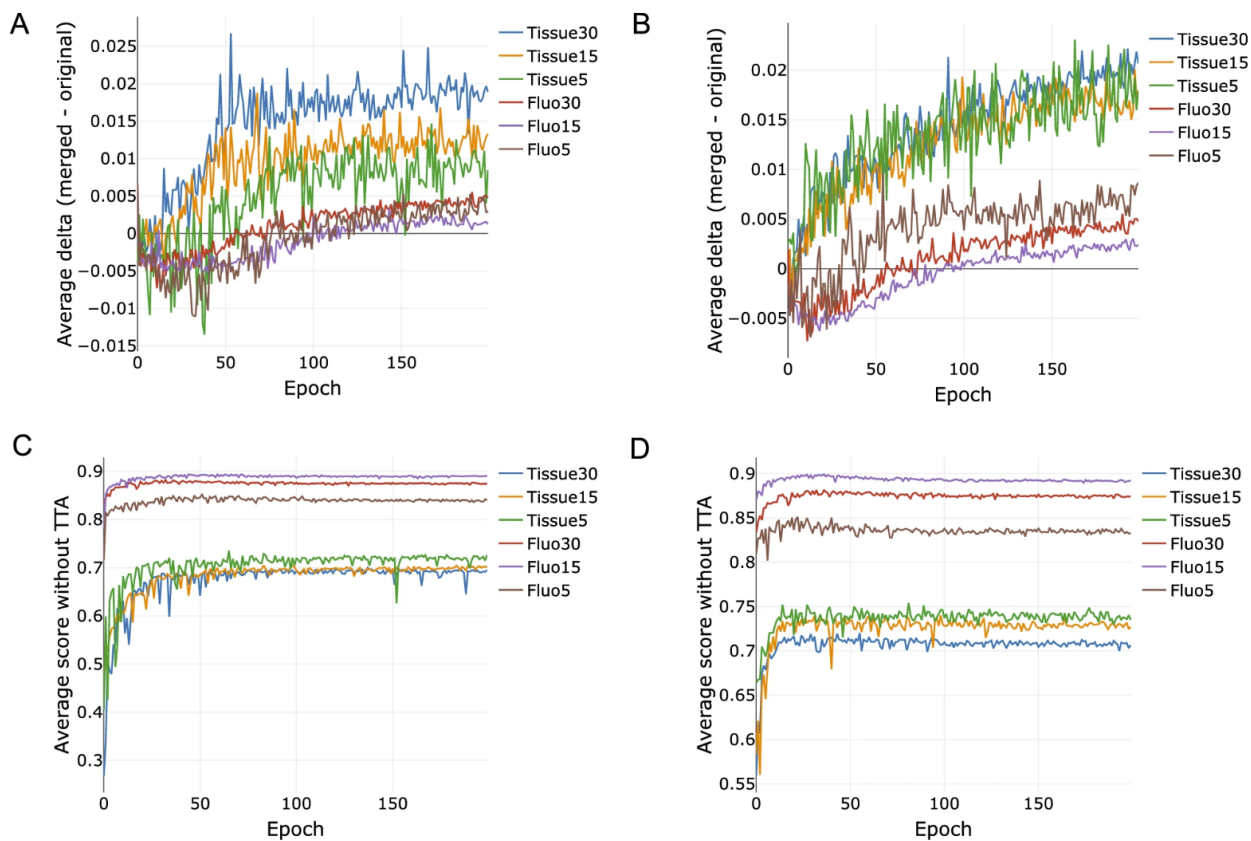 A
Average delta (merged - original)
0.025
0.02
0.015
0.01
0.005
0
−0.005
−0.01
−0.015
0
50
100
150
Epoch
Tissue30
Tissue15
Tissue5
Fluo30
Fluo15
Fluo5
B
Average delta (merged - original)
0.02
0.015
0.01
0.005
0
−0.005
0
50
100
150
Epoch
Tissue30
Tissue15
Tissue5
Fluo30
Fluo15
Fluo5
C
Average score without TTA
0.9
0.8
0.7
0.6
0.5
0.4
0.3
0
50
100
150
Epoch
Tissue30
Tissue15
Tissue5
Fluo30
Fluo15
Fluo5
D
Average score without TTA
0.9
0.85
0.8
0.75
0.7
0.65
0.6
0.55
0
50
100
150
Epoch
Tissue30
Tissue15
Tissue5
Fluo30
Fluo15
Fluo5